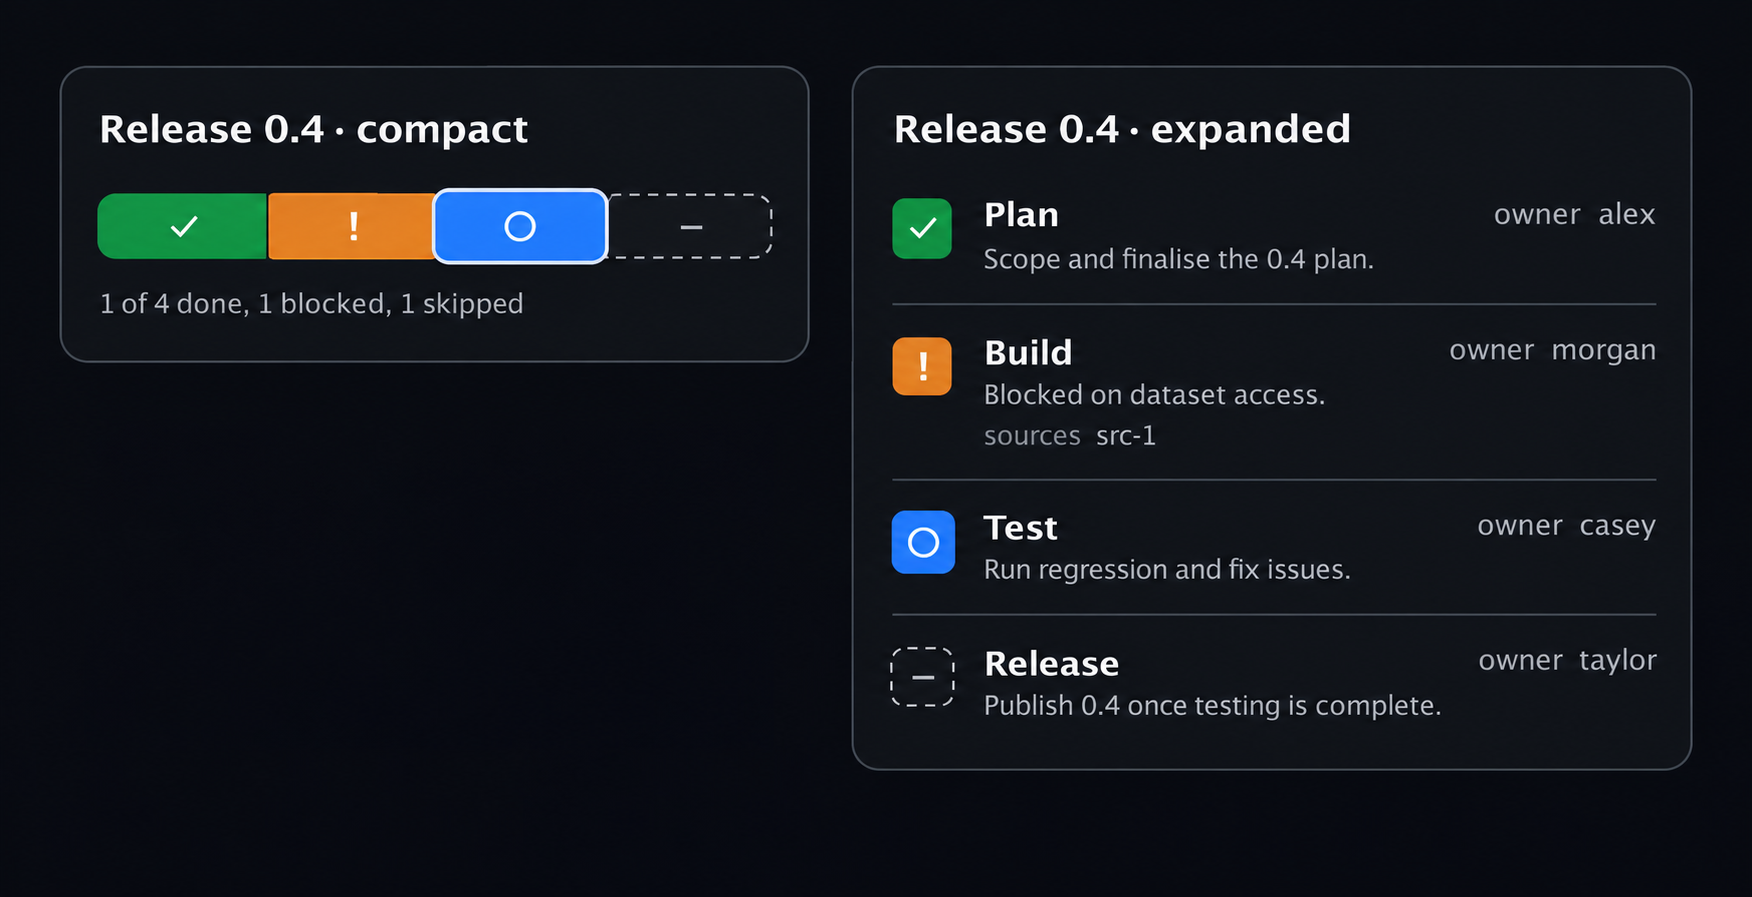 Release 0.4 · compact
!
1 of 4 done, 1 blocked, 1 skipped
Release 0.4 · expanded
Plan
owner alex
Scope and finalise the 0.4 plan.
!
Build
owner morgan
Blocked on dataset access.
sources src-1
Test
owner casey
Run regression and fix issues.
Release
owner taylor
Publish 0.4 once testing is complete.